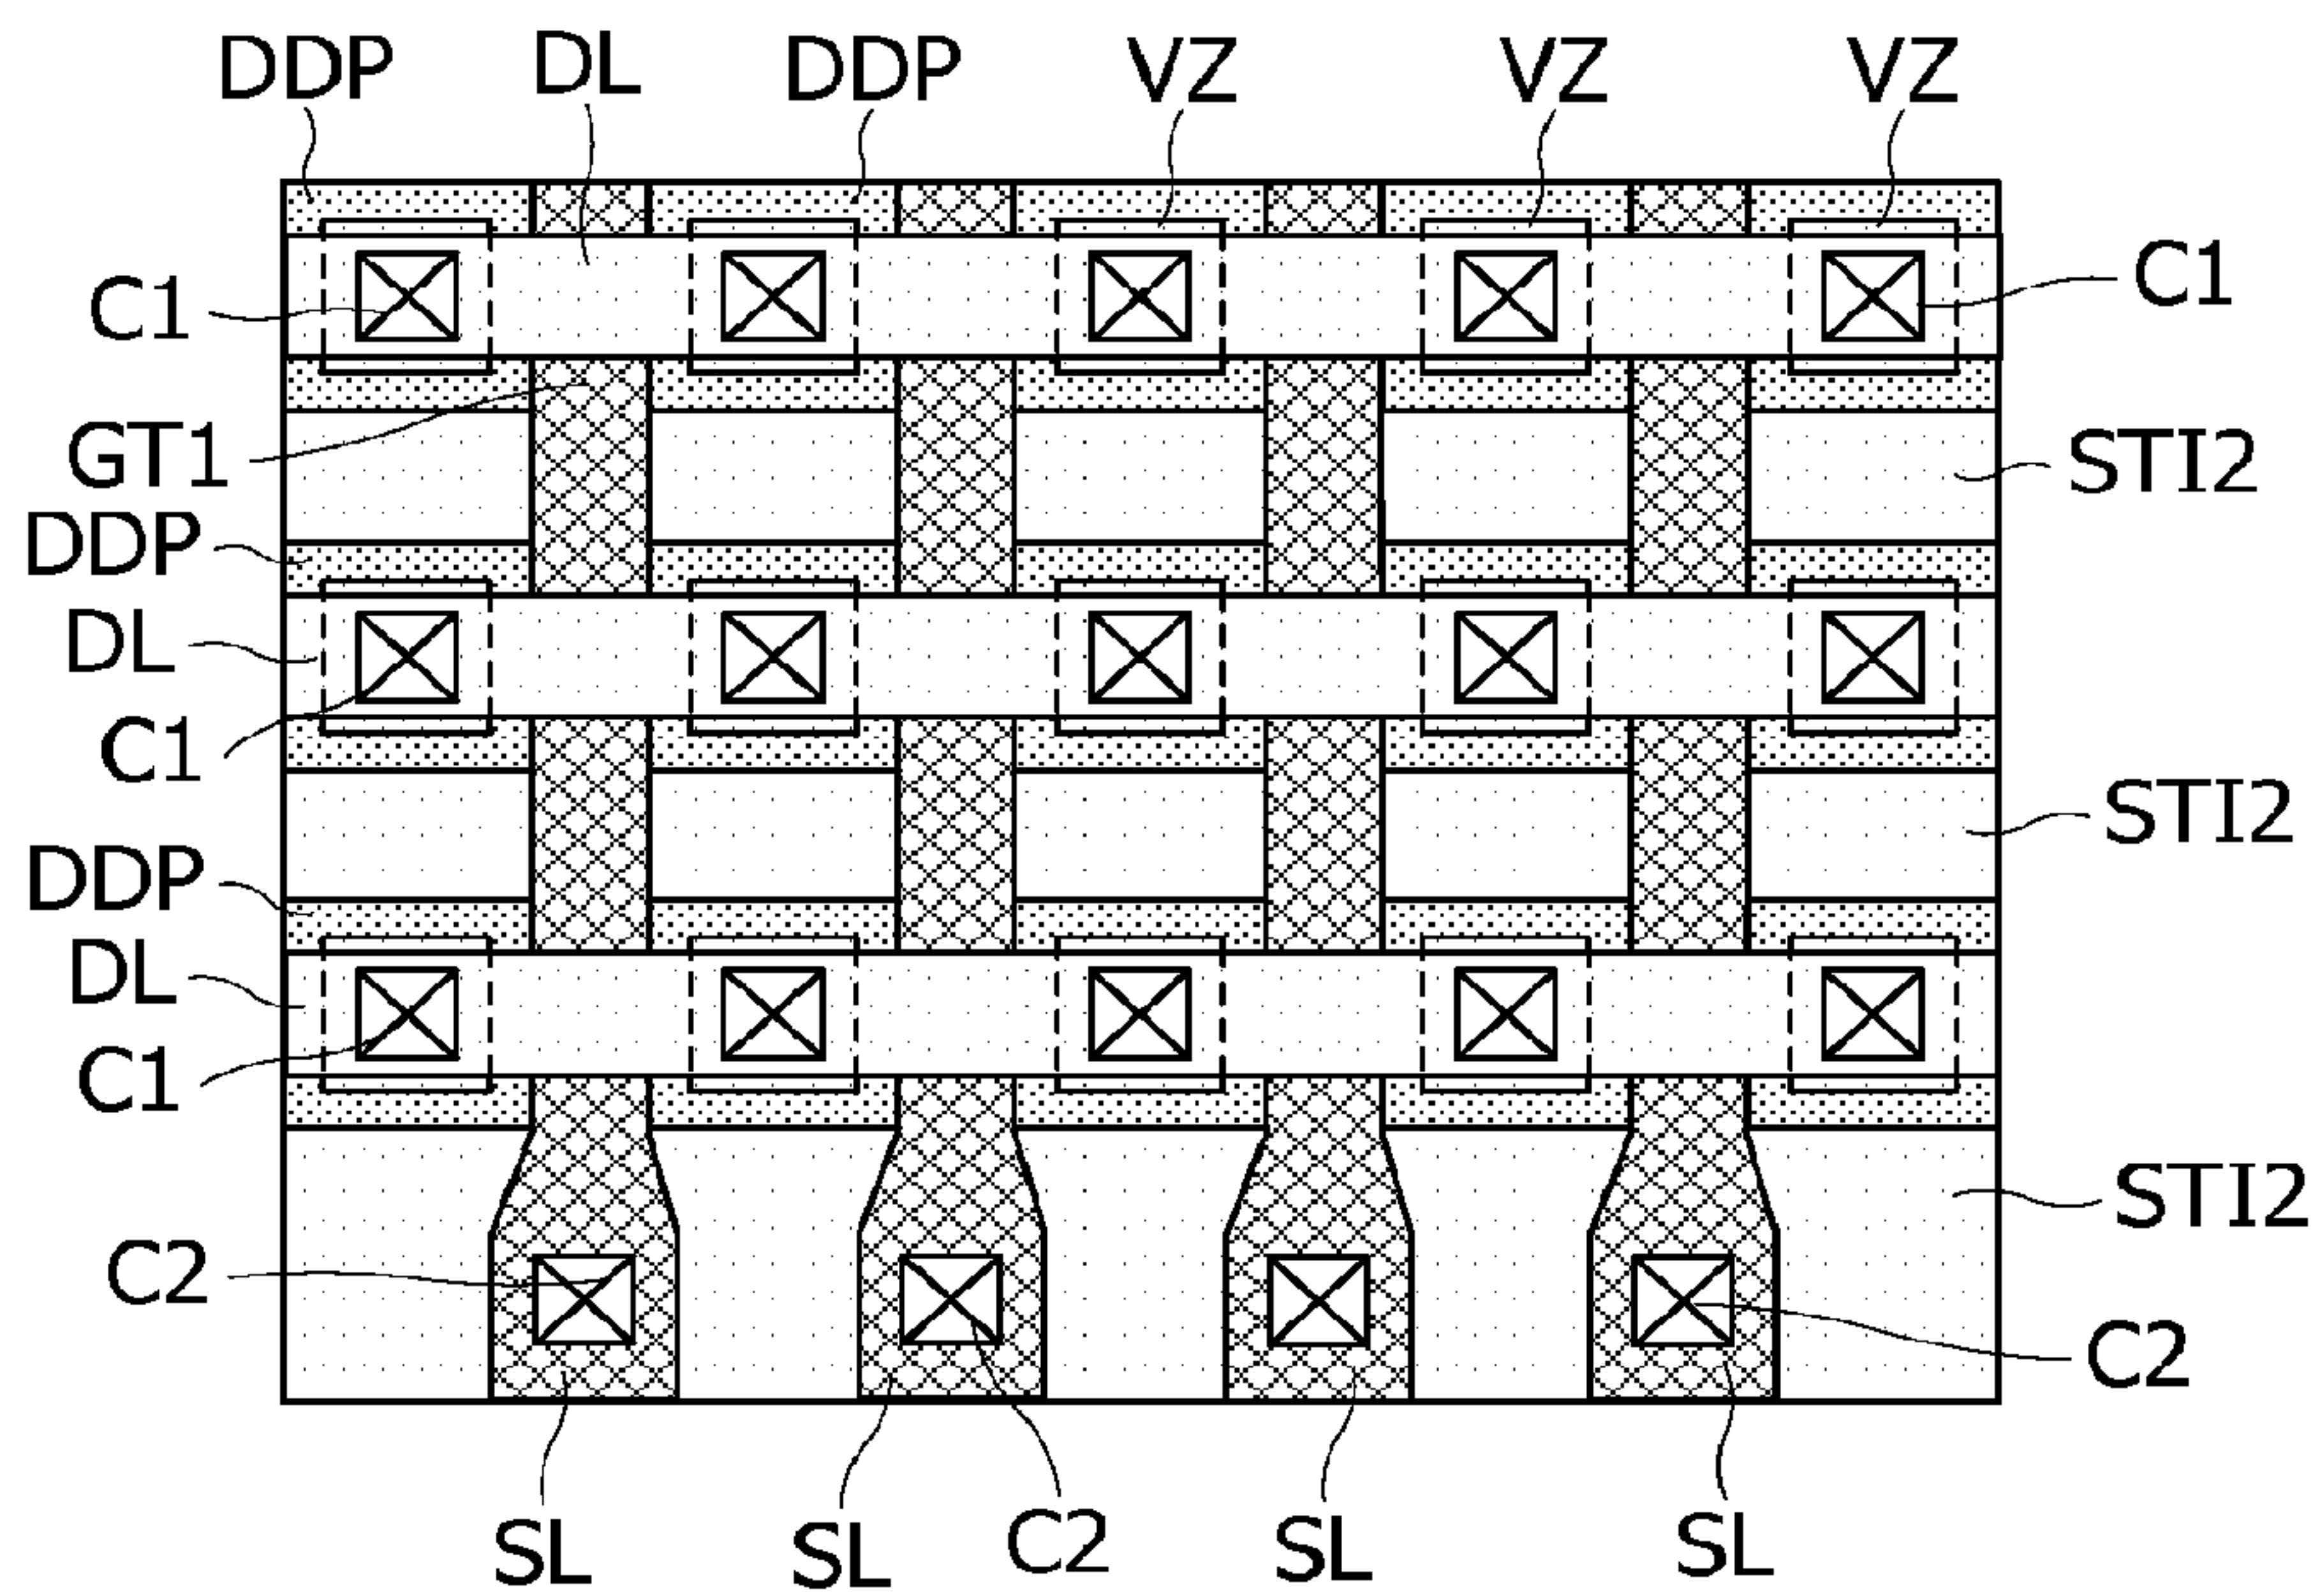 DDP DL DDP VZ VZ VZ
C1 C1
GT1 STI2
DDP
DL
C1 STI2
DDP
DL
C1 STI2
C2 C2
SL SL C2 SL SL